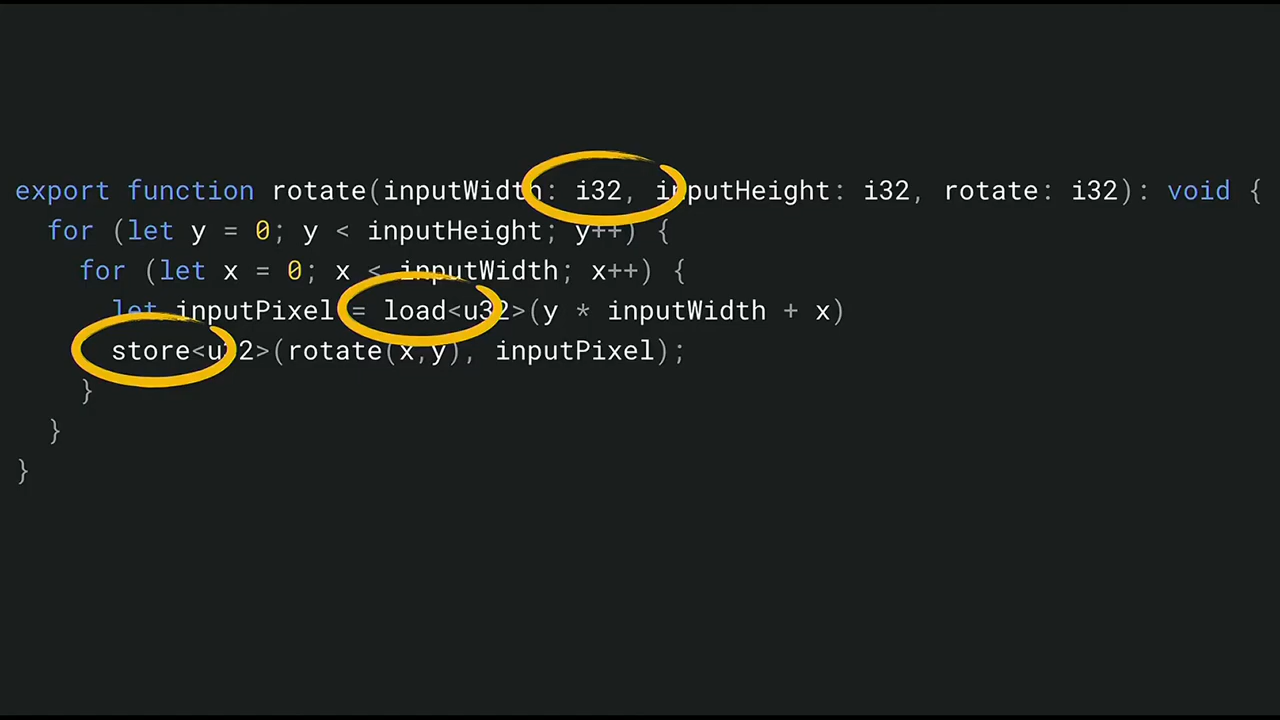 export function rotate(inputWidth: i32, inputHeight: i32, rotate: i32): void {
for (let y = 0; y < inputHeight; y++) {
for (let x = 0; x < inputWidth; x++) {
let inputPixel = load<u32>(y * inputWidth + x)
store<u32>(rotate(x,y), inputPixel);
}
}
}